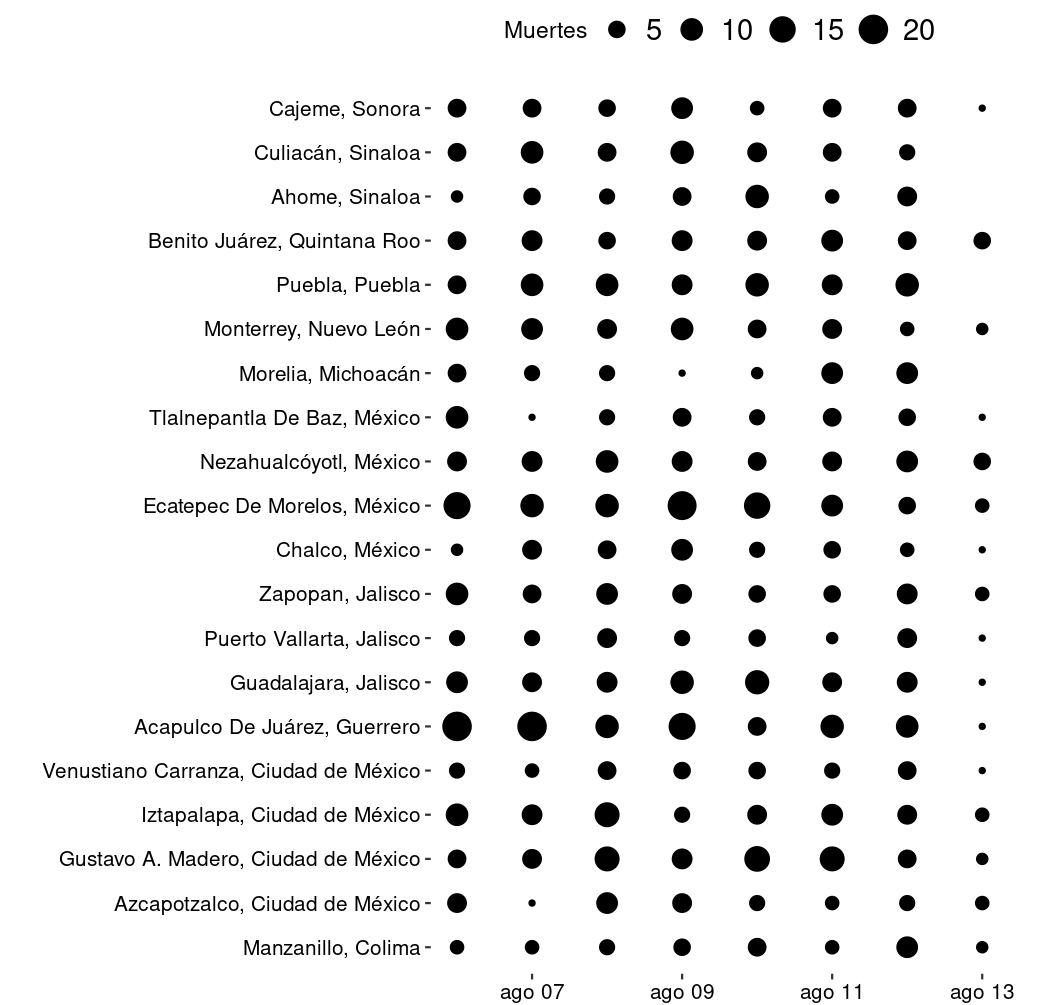 Muertes 5 10 15 20
Cajeme, Sonora
Culiacán, Sinaloa
Ahome, Sinaloa
Benito Juárez, Quintana Roo
Puebla, Puebla
Monterrey, Nuevo León
Morelia, Michoacán
Tlalnepantla De Baz, México
Nezahualcóyotl, México
Ecatepec De Morelos, México
Chalco, México
Zapopan, Jalisco
Puerto Vallarta, Jalisco
Guadalajara, Jalisco
Acapulco De Juárez, Guerrero
Venustiano Carranza, Ciudad de México
Iztapalapa, Ciudad de México
Gustavo A. Madero, Ciudad de México
Azcapotzalco, Ciudad de México
Manzanillo, Colima
ago 07 ago 09 ago 11 ago 13